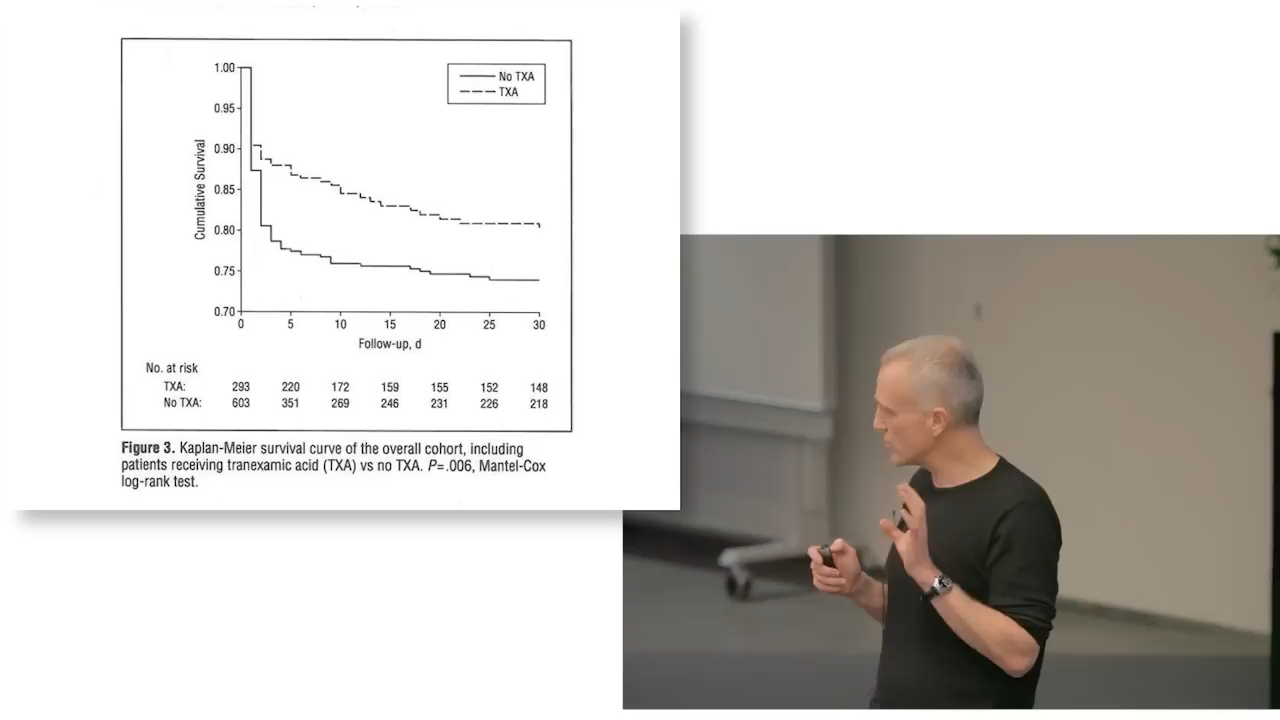 1.00
No TXA
TXA
0.95
0.90
0.85
0.80
0.75
0.70
Cumulative Survival
0 5 10 15 20 25 30
Follow-up, d
No. at risk
TXA: 293 220 172 159 155 152 148
No TXA: 603 351 269 246 231 226 218
Figure 3. Kaplan-Meier survival curve of the overall cohort, including
patients receiving tranexamic acid (TXA) vs no TXA. P=.006, Mantel-Cox
log-rank test.